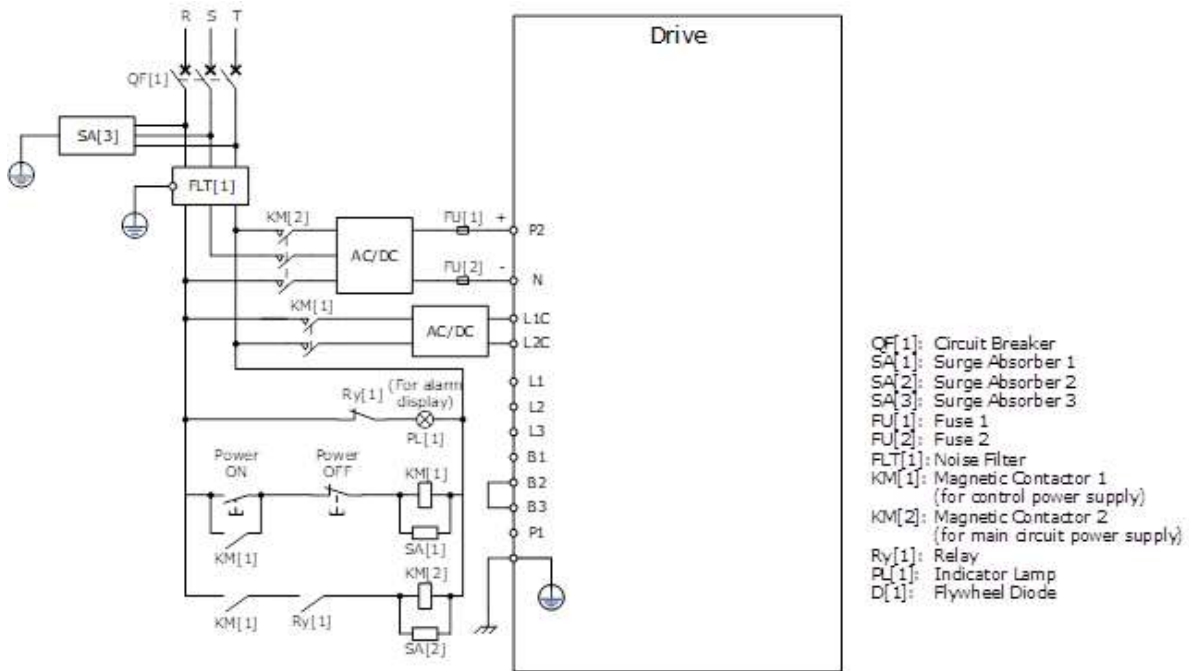 R S T
Drive
QF[1]
SA[3]
FLT[1]
KM[2]
FU[1]
+
P2
AC/DC
FU[2]
-
N
KM[1]
L1C
AC/DC
L2C
L1
(For alarm
Ry[1]
display)
L2
PL[1]
L3
B1
Power
ON
Power
OFF
KM[1]
B2
B3
P1
KM[1]
SA[1]
KM[2]
KM[1]
Ry[1]
SA[2]
QF[1]: Circuit Breaker
SA[1]: Surge Absorber 1
SA[2]: Surge Absorber 2
SA[3]: Surge Absorber 3
FU[1]: Fuse 1
FU[2]: Fuse 2
FLT[1]: Noise Filter
KM[1]: Magnetic Contactor 1
(for control power supply)
KM[2]: Magnetic Contactor 2
(for main circuit power supply)
Ry[1]: Relay
PL[1]: Indicator Lamp
D[1]: Flywheel Diode